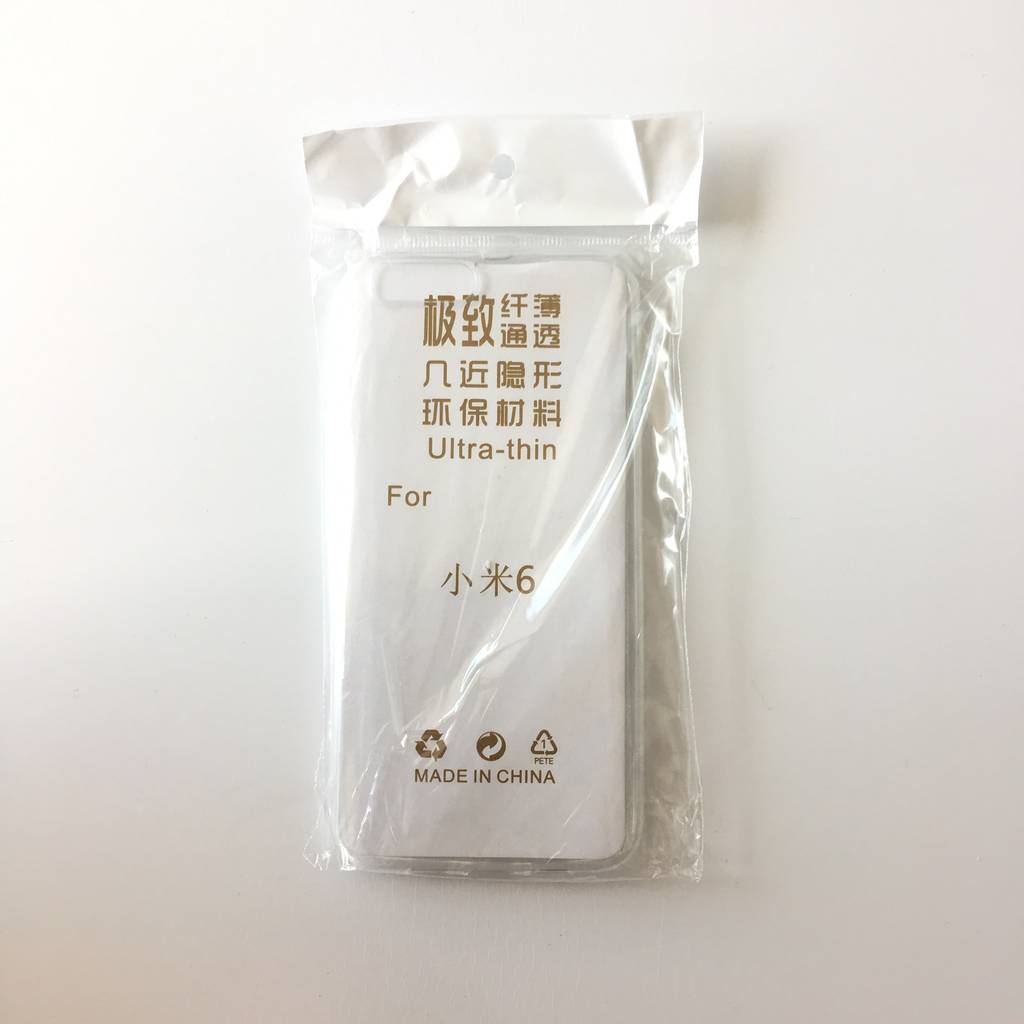 极致纤薄
通透
几近隐形
环保材料
Ultra-thin
For
小米6
1
PETE
MADE IN CHINA